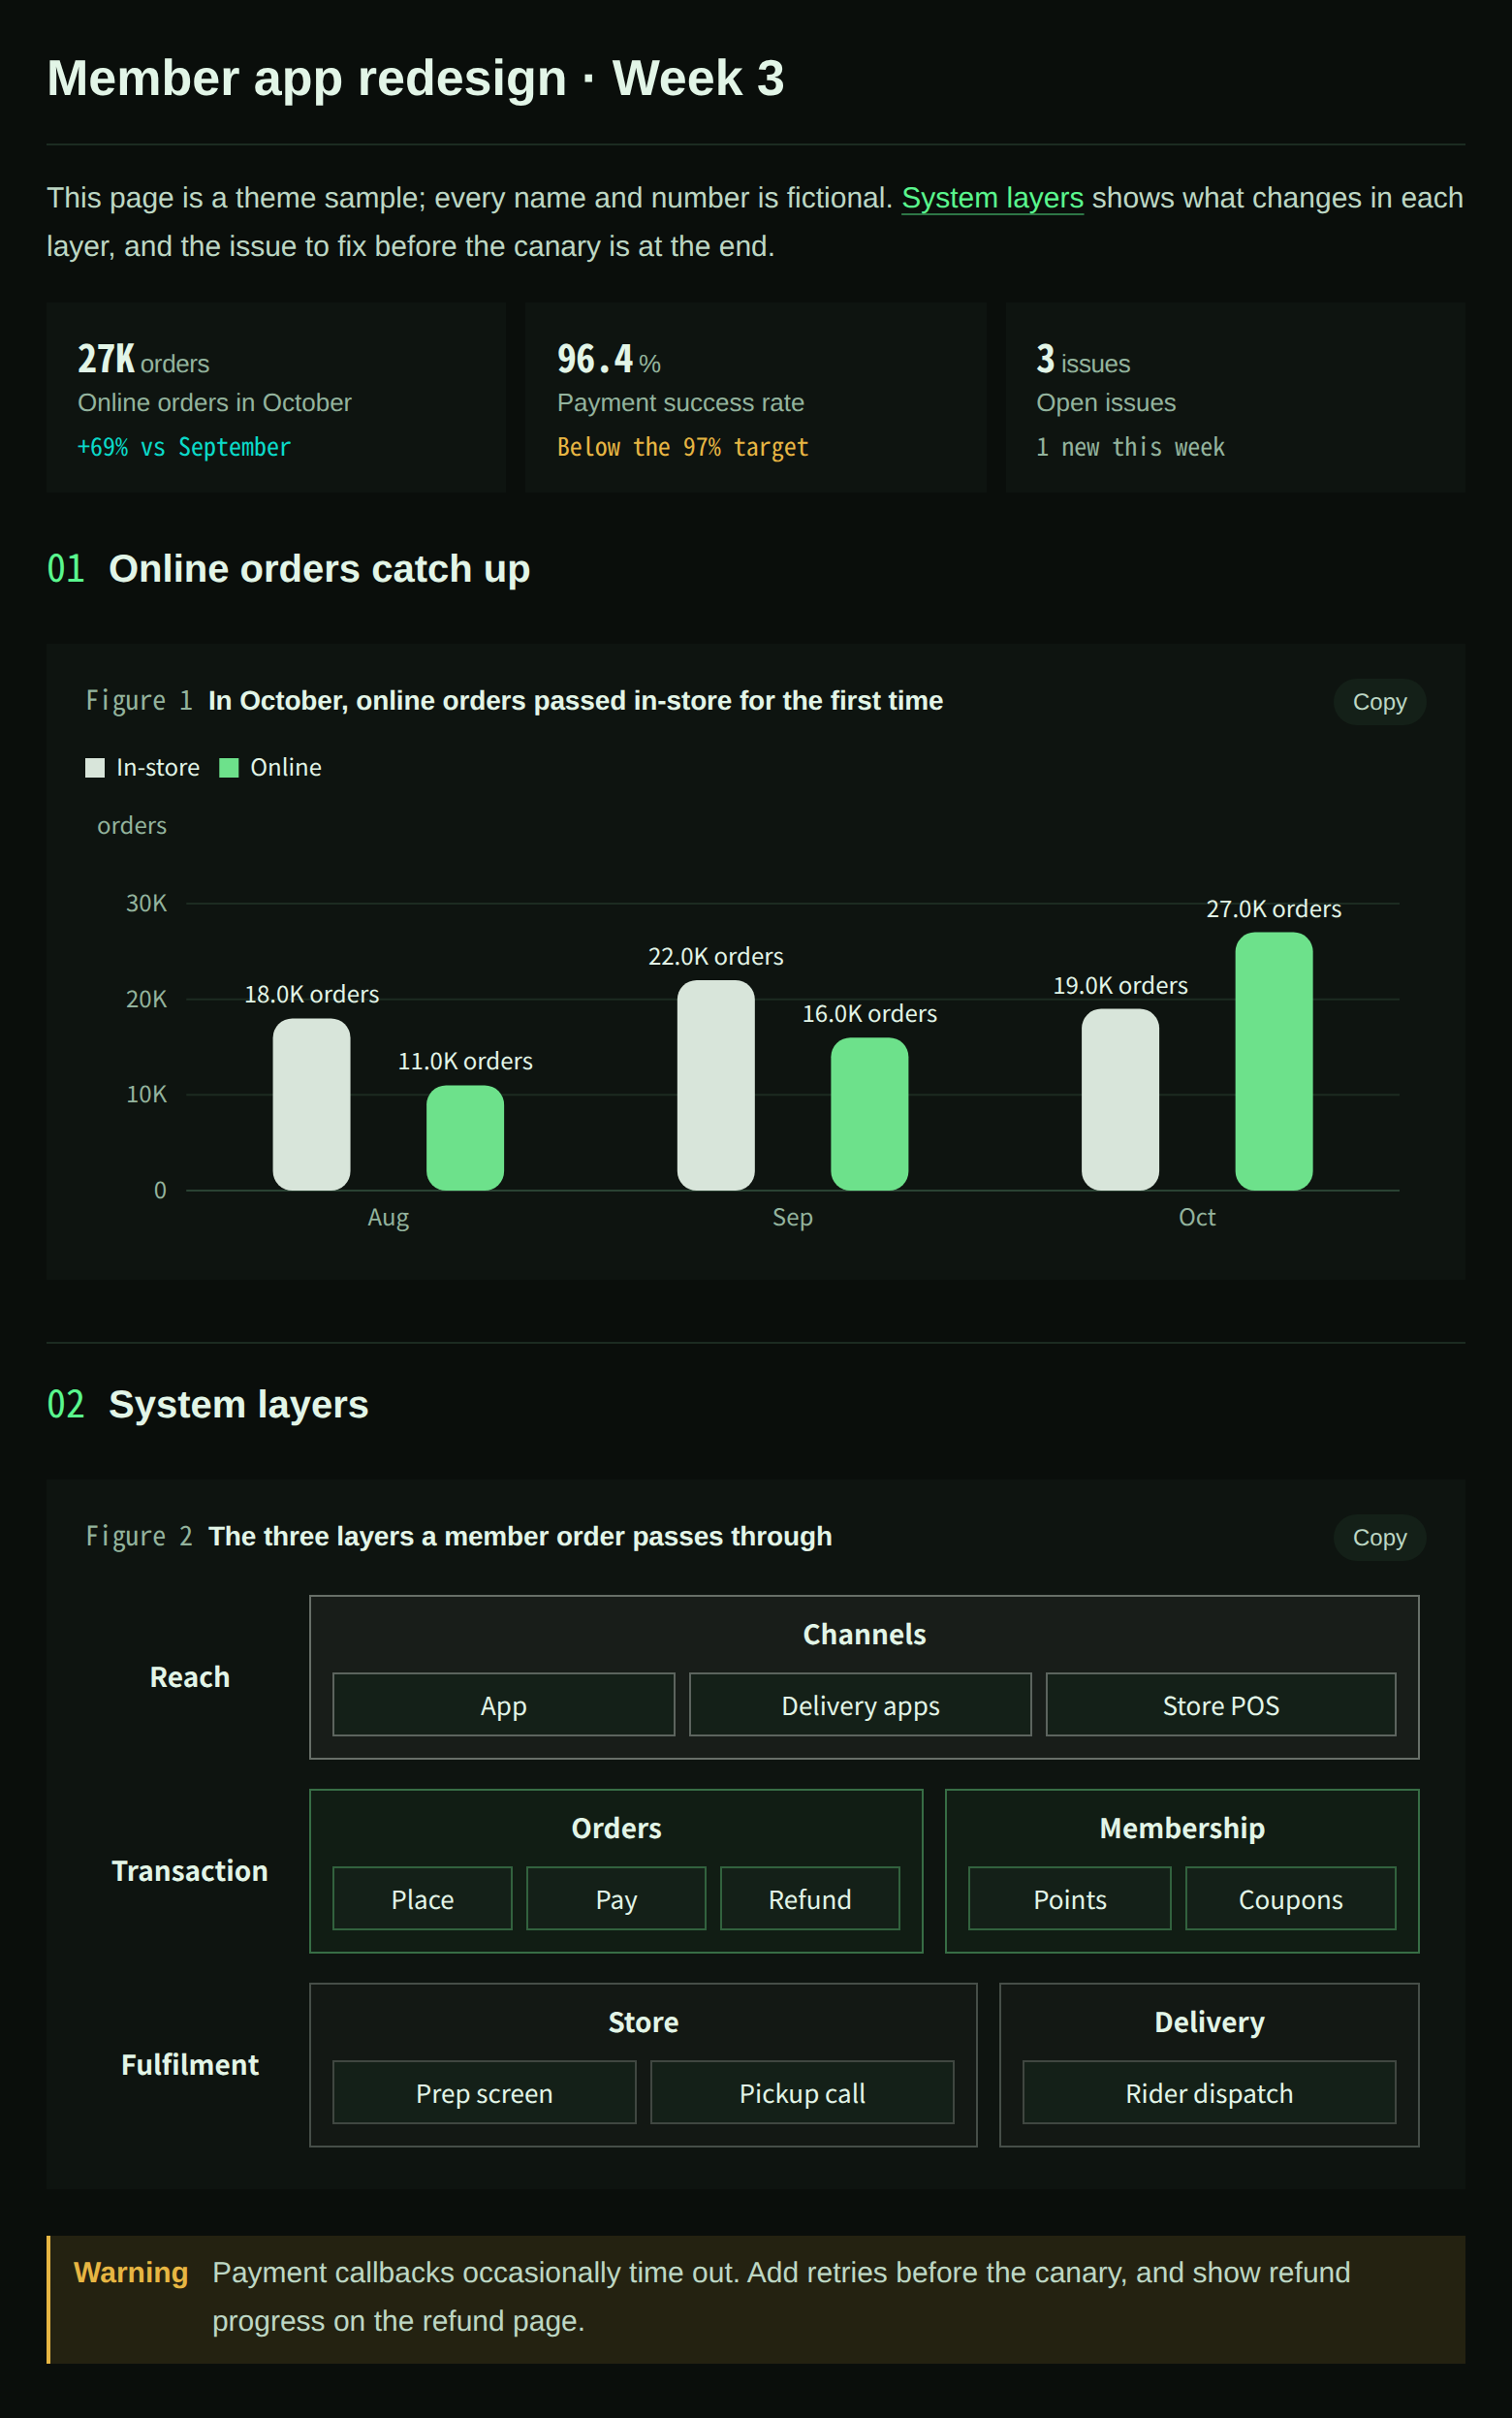 Member app redesign · Week 3
This page is a theme sample; every name and number is fictional. System layers shows what changes in each
layer, and the issue to fix before the canary is at the end.
27K orders
Online orders in October
+69% vs September
96.4 %
Payment success rate
Below the 97% target
3 issues
Open issues
1 new this week
01 Online orders catch up
Figure 1 In October, online orders passed in-store for the first time
Copy
In-store
Online
orders
30K
20K
10K
0
18.0K orders
11.0K orders
22.0K orders
16.0K orders
19.0K orders
27.0K orders
Aug
Sep
Oct
02 System layers
Figure 2 The three layers a member order passes through
Copy
Reach
Channels
App
Delivery apps
Store POS
Transaction
Orders
Place
Pay
Refund
Membership
Points
Coupons
Fulfilment
Store
Prep screen
Pickup call
Delivery
Rider dispatch
Warning Payment callbacks occasionally time out. Add retries before the canary, and show refund
progress on the refund page.